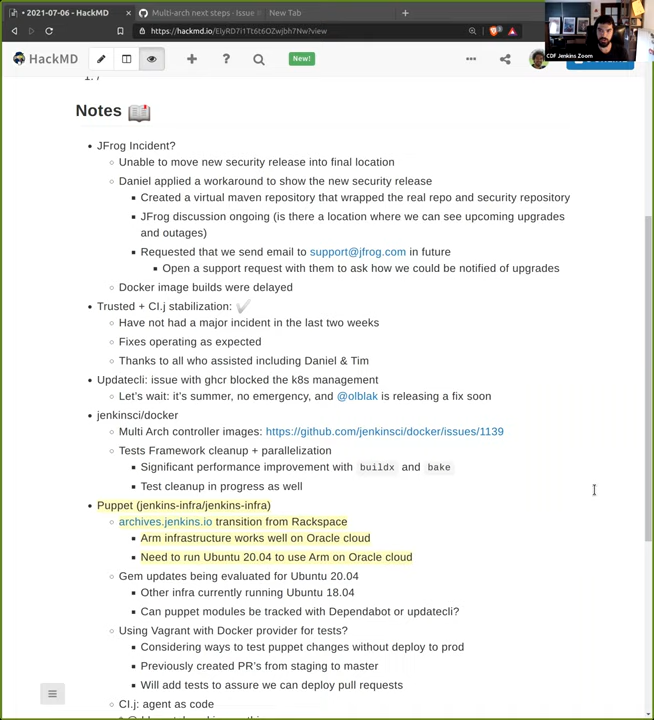 • 2021-07-06 - HackMD
Multi-arch next steps · Issue #
New Tab
https://hackmd.io/ElyRD7i1Tt6t6OZwjbh7Nw?view
CDF Jenkins Zoom
HackMD
New!
Notes 📖
JFrog Incident?
Unable to move new security release into final location
Daniel applied a workaround to show the new security release
Created a virtual maven repository that wrapped the real repo and security repository
JFrog discussion ongoing (is there a location where we can see upcoming upgrades
and outages)
Requested that we send email to support@jfrog.com in future
Open a support request with them to ask how we could be notified of upgrades
Docker image builds were delayed
Trusted + CI.j stabilization: ✔️
Have not had a major incident in the last two weeks
Fixes operating as expected
Thanks to all who assisted including Daniel & Tim
Updatecli: issue with ghcr blocked the k8s management
Let's wait: it's summer, no emergency, and @olblak is releasing a fix soon
jenkinsci/docker
Multi Arch controller images: https://github.com/jenkinsci/docker/issues/1139
Tests Framework cleanup + parallelization
Significant performance improvement with buildx and bake
Test cleanup in progress as well
Puppet (jenkins-infra/jenkins-infra)
archives.jenkins.io transition from Rackspace
Arm infrastructure works well on Oracle cloud
Need to run Ubuntu 20.04 to use Arm on Oracle cloud
Gem updates being evaluated for Ubuntu 20.04
Other infra currently running Ubuntu 18.04
Can puppet modules be tracked with Dependabot or updatecli?
Using Vagrant with Docker provider for tests?
Considering ways to test puppet changes without deploy to prod
Previously created PR's from staging to master
Will add tests to assure we can deploy pull requests
CI.j: agent as code